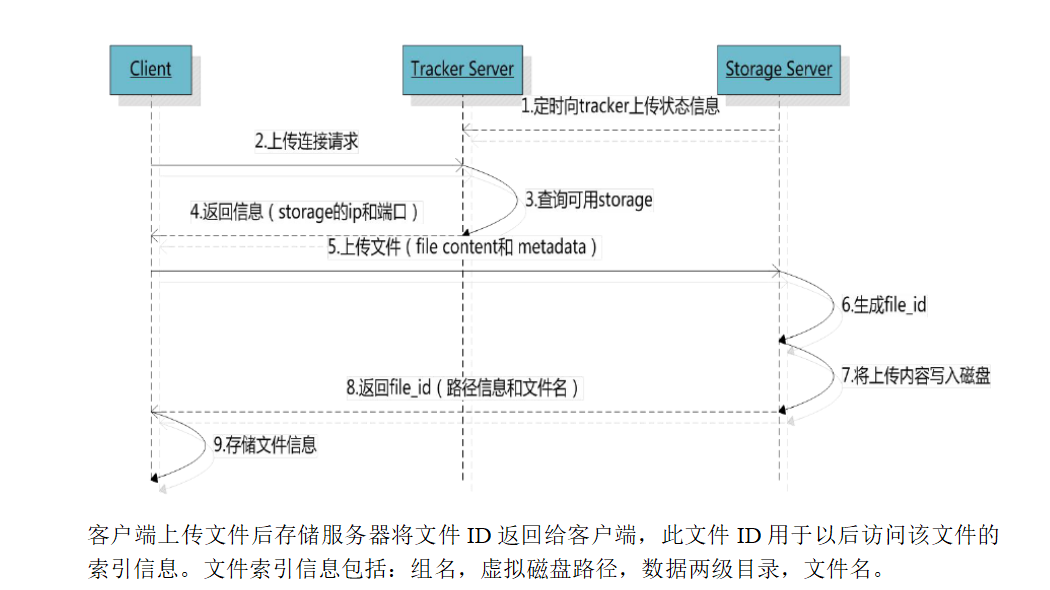 Client
Tracker Server
Storage Server
1.定时向tracker上传状态信息
2.上传连接请求
3.查询可用storage
4.返回信息（storage的ip和端口）
5.上传文件（file content和 metadata）
6.生成file_id
7.将上传内容写入磁盘
8.返回file_id（路径信息和文件名）
9.存储文件信息
客户端上传文件后存储服务器将文件 ID 返回给客户端，此文件 ID 用于以后访问该文件的
索引信息。文件索引信息包括：组名，虚拟磁盘路径，数据两级目录，文件名。